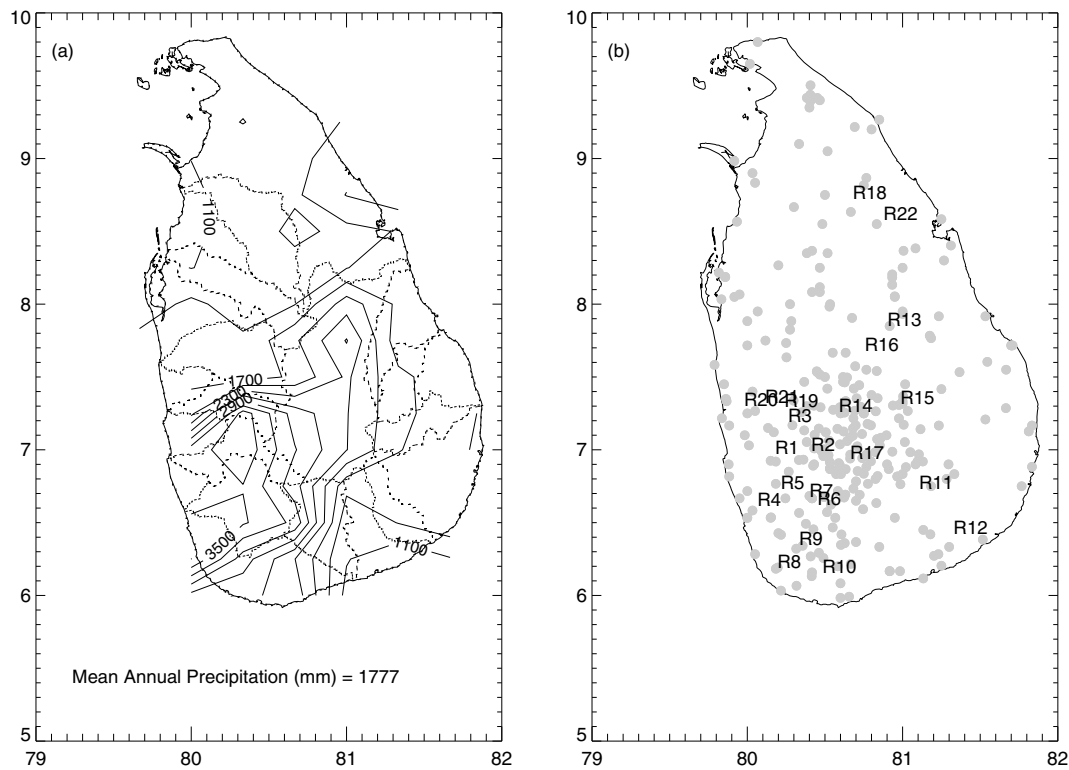 10
9
8
7
6
5
79
80
81
82
(a)
1100
1700
2300
2900
3500
1100
Mean Annual Precipitation (mm) = 1777
10
9
8
7
6
5
79
80
81
82
(b)
R18
R22
R13
R16
R20
R21
R19
R14
R15
R3
R1
R2
R17
R5
R7
R11
R4
R6
R9
R12
R8
R10